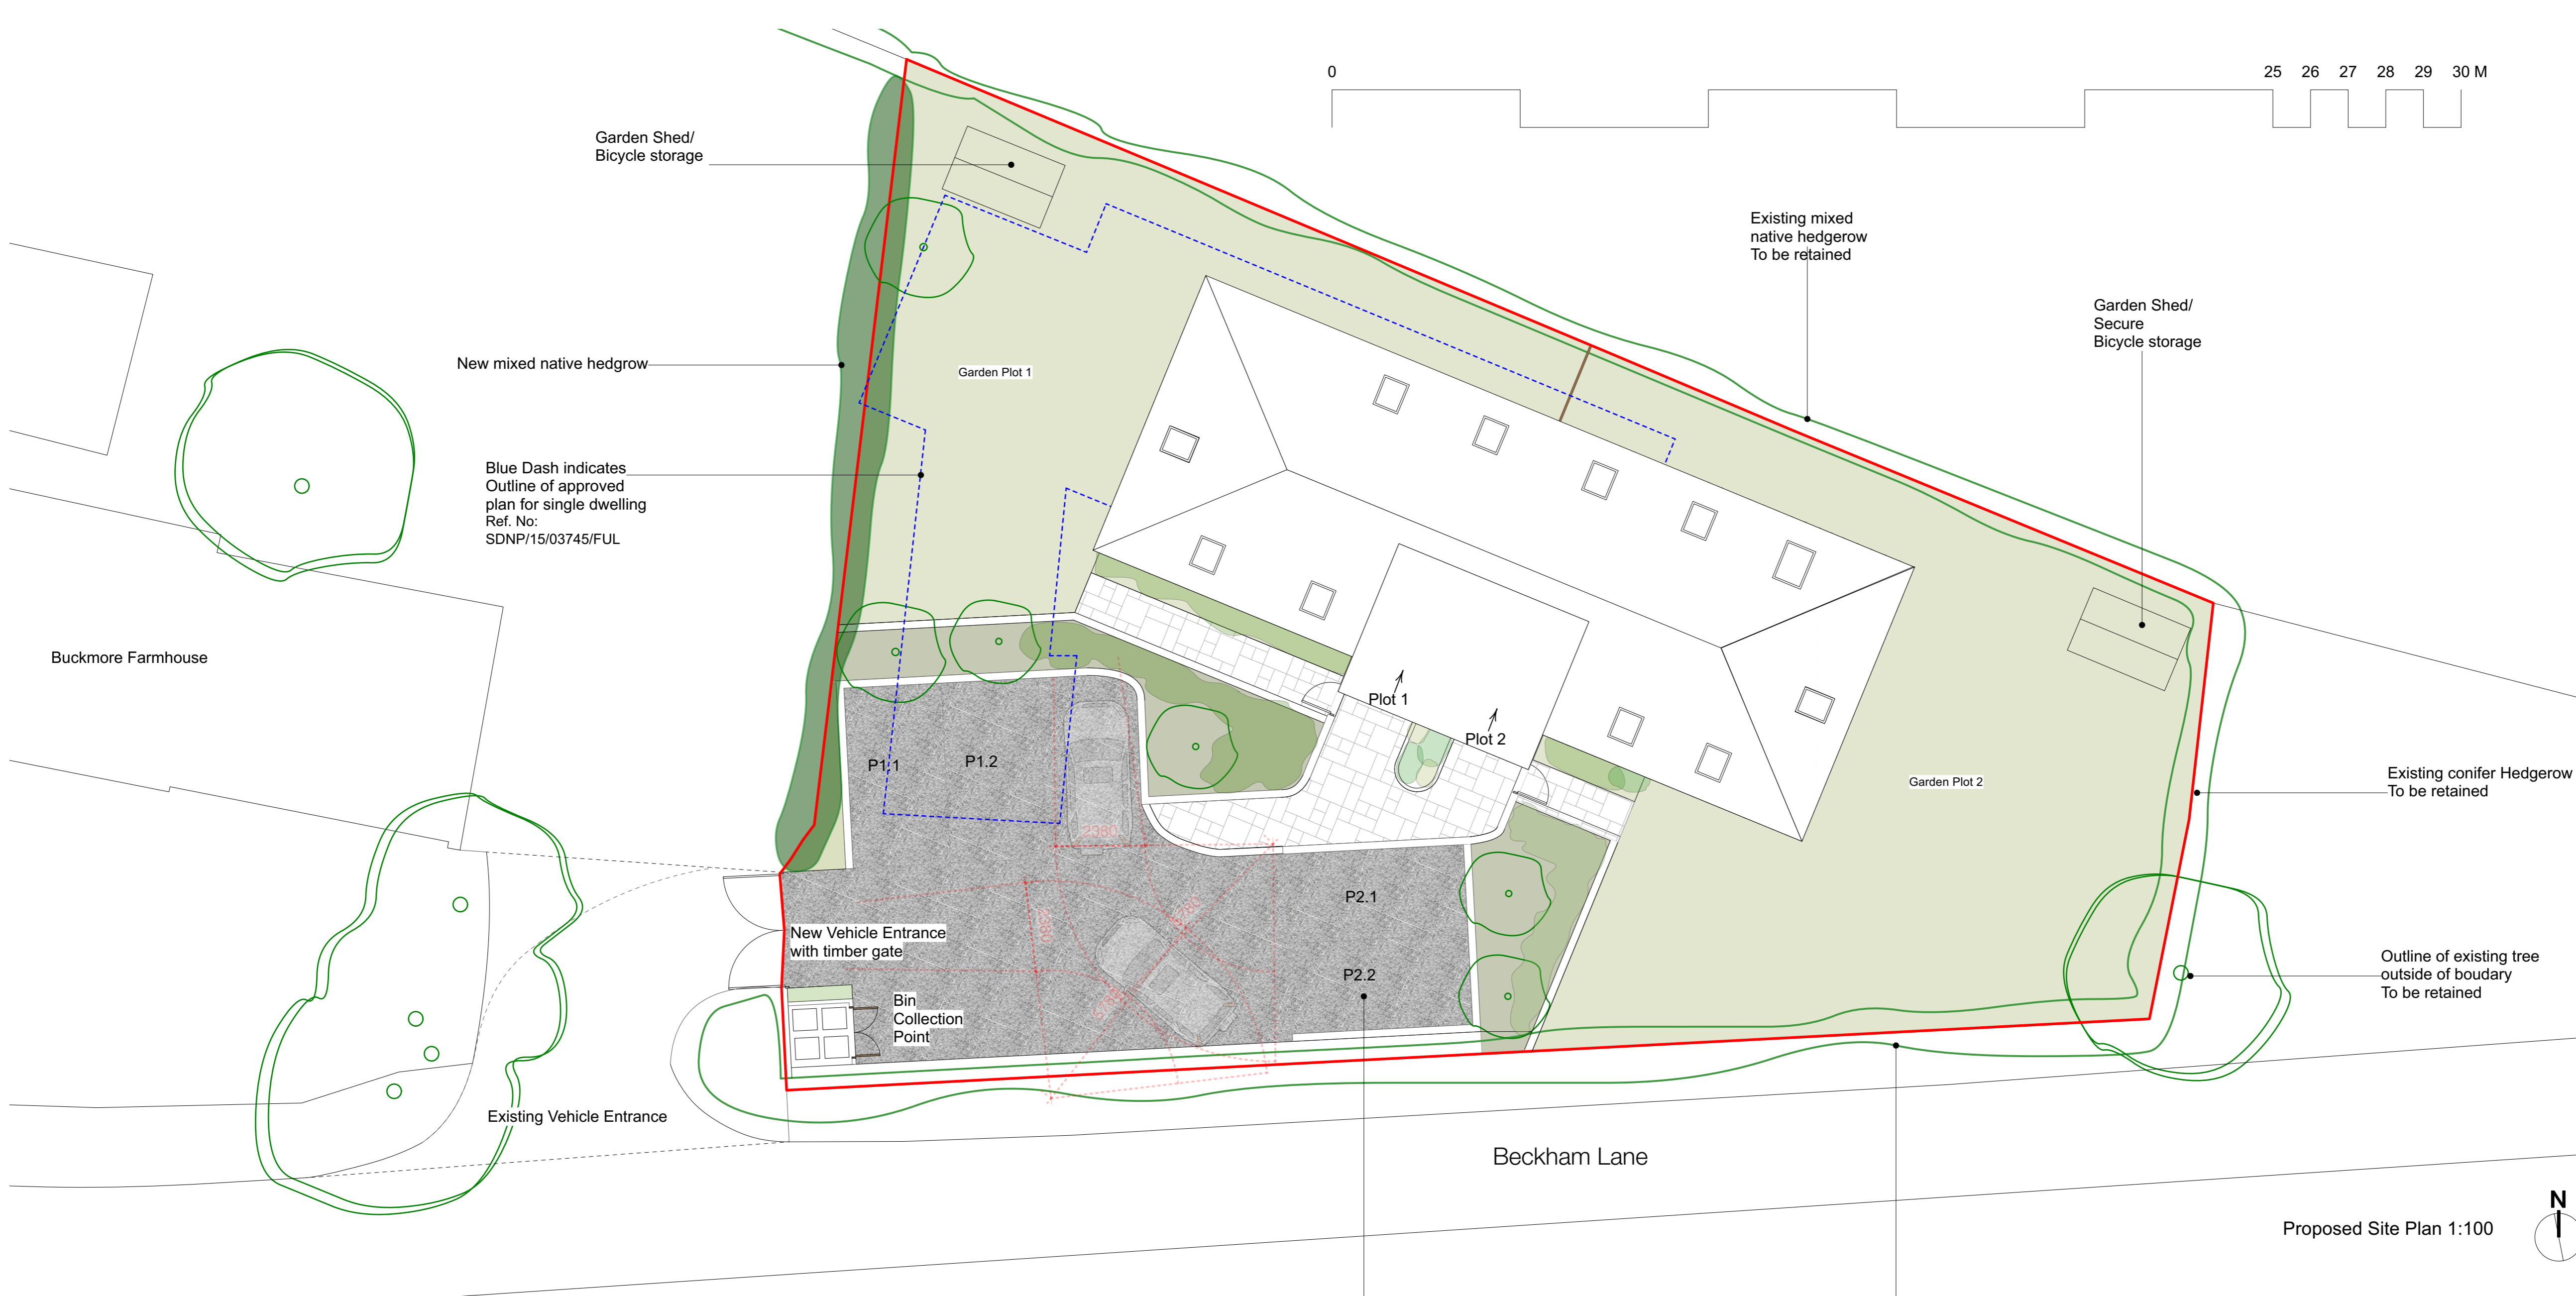 0
25 26 27 28 29 30 M
Garden Shed/
Bicycle storage
Existing mixed
native hedgerow
To be retained
Garden Shed/
Secure
Bicycle storage
New mixed native hedgrow
Garden Plot 1
Blue Dash indicates
Outline of approved
plan for single dwelling
Ref. No:
SDNP/15/03745/FUL
Buckmore Farmhouse
Plot 1
Plot 2
P1.1
P1.2
Garden Plot 2
Existing conifer Hedgerow
To be retained
2380
P2.1
New Vehicle Entrance
with timber gate
P2.2
Outline of existing tree
outside of boudary
To be retained
Bin
Collection
Point
Existing Vehicle Entrance
Beckham Lane
N
Proposed Site Plan 1:100